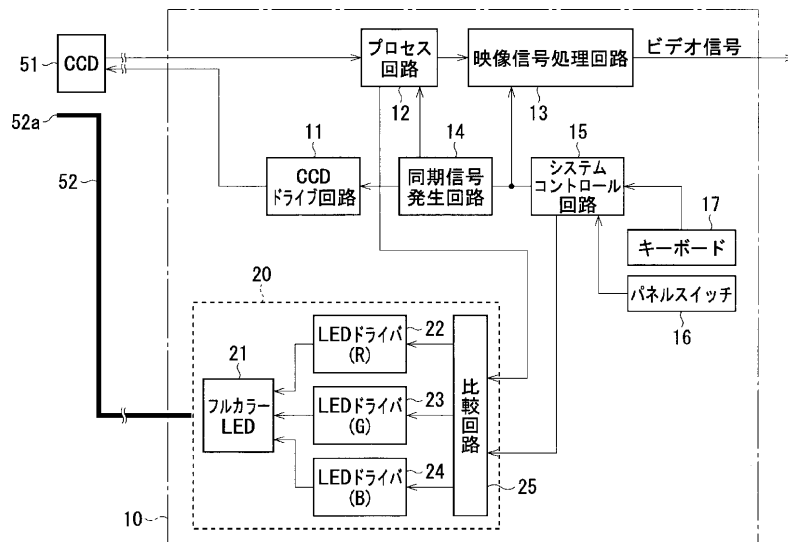 51
CCD
プロセス
回路
12
映像信号処理回路
13
ビデオ信号
52a
52
11
CCD
ドライブ回路
14
同期信号
発生回路
15
システム
コントロール
回路
17
キーボード
パネルスイッチ
16
20
21
フルカラー
LED
LEDドライバ
(R)
22
LEDドライバ
(G)
23
LEDドライバ
(B)
24
比較回路
25
10